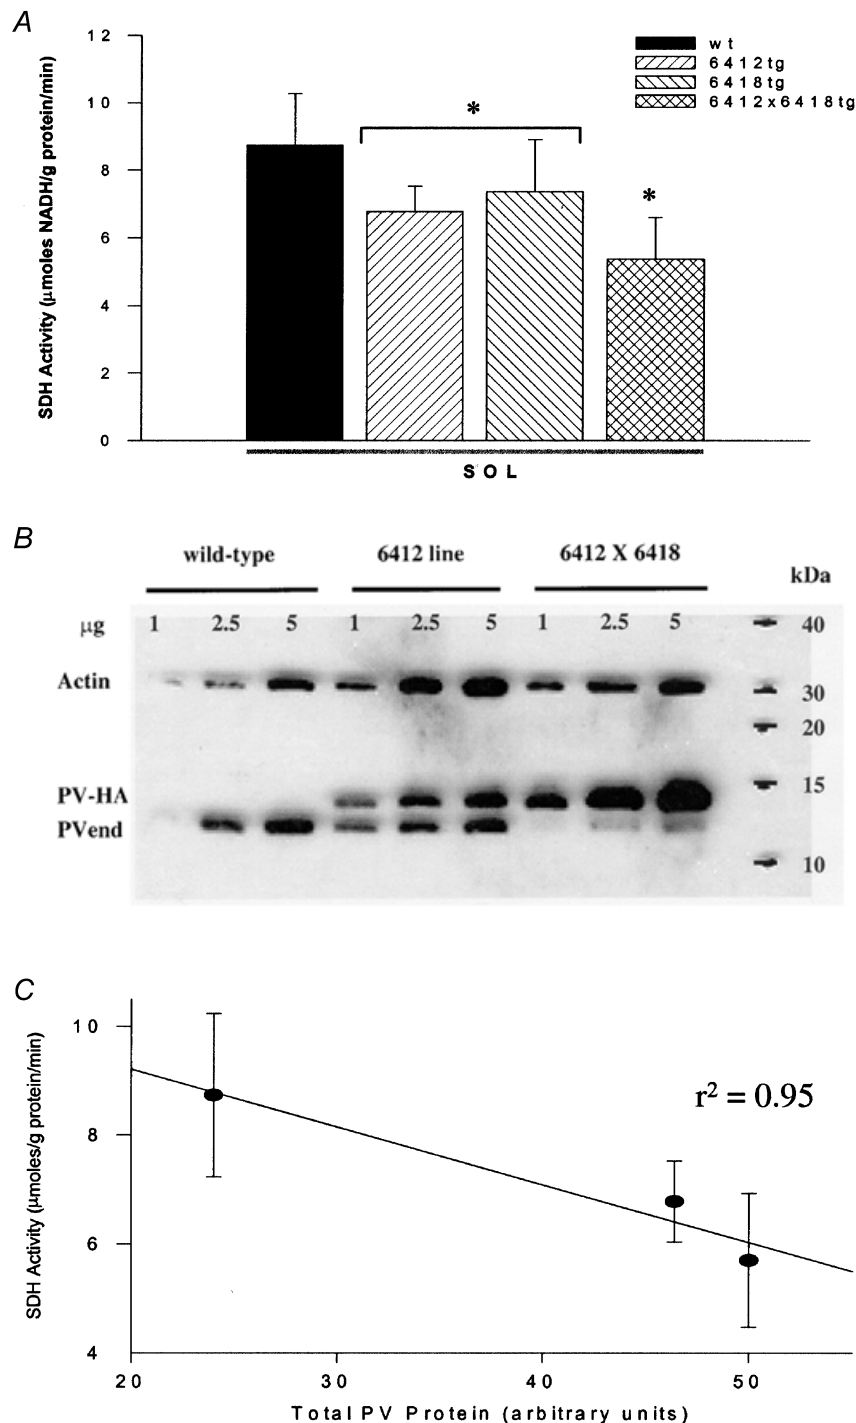 A
SDH Activity (μmoles NADH/g protein/min)
12
10
8
6
4
2
0
wt
6412tg
6418tg
6412x6418tg
*
*
SOL
B
wild-type 6412 line 6412 X 6418
kDa
μg 1 2.5 5 1 2.5 5 1 2.5 5 40
Actin 30
20
15
PV-HA
PVend
10
C
SDH Activity (μmoles/g protein/min)
10
8
6
4
r² = 0.95
20 30 40 50
Total PV Protein (arbitrary units)